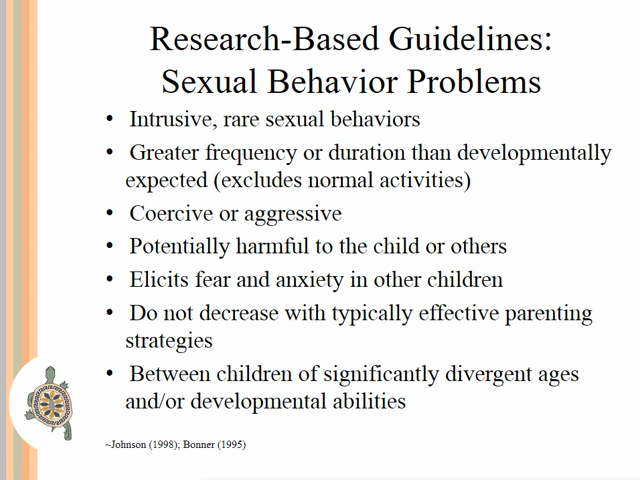 Research-Based Guidelines:
Sexual Behavior Problems
• Intrusive, rare sexual behaviors
• Greater frequency or duration than developmentally
expected (excludes normal activities)
• Coercive or aggressive
• Potentially harmful to the child or others
• Elicits fear and anxiety in other children
• Do not decrease with typically effective parenting
strategies
• Between children of significantly divergent ages
and/or developmental abilities
~Johnson (1998); Bonner (1995)